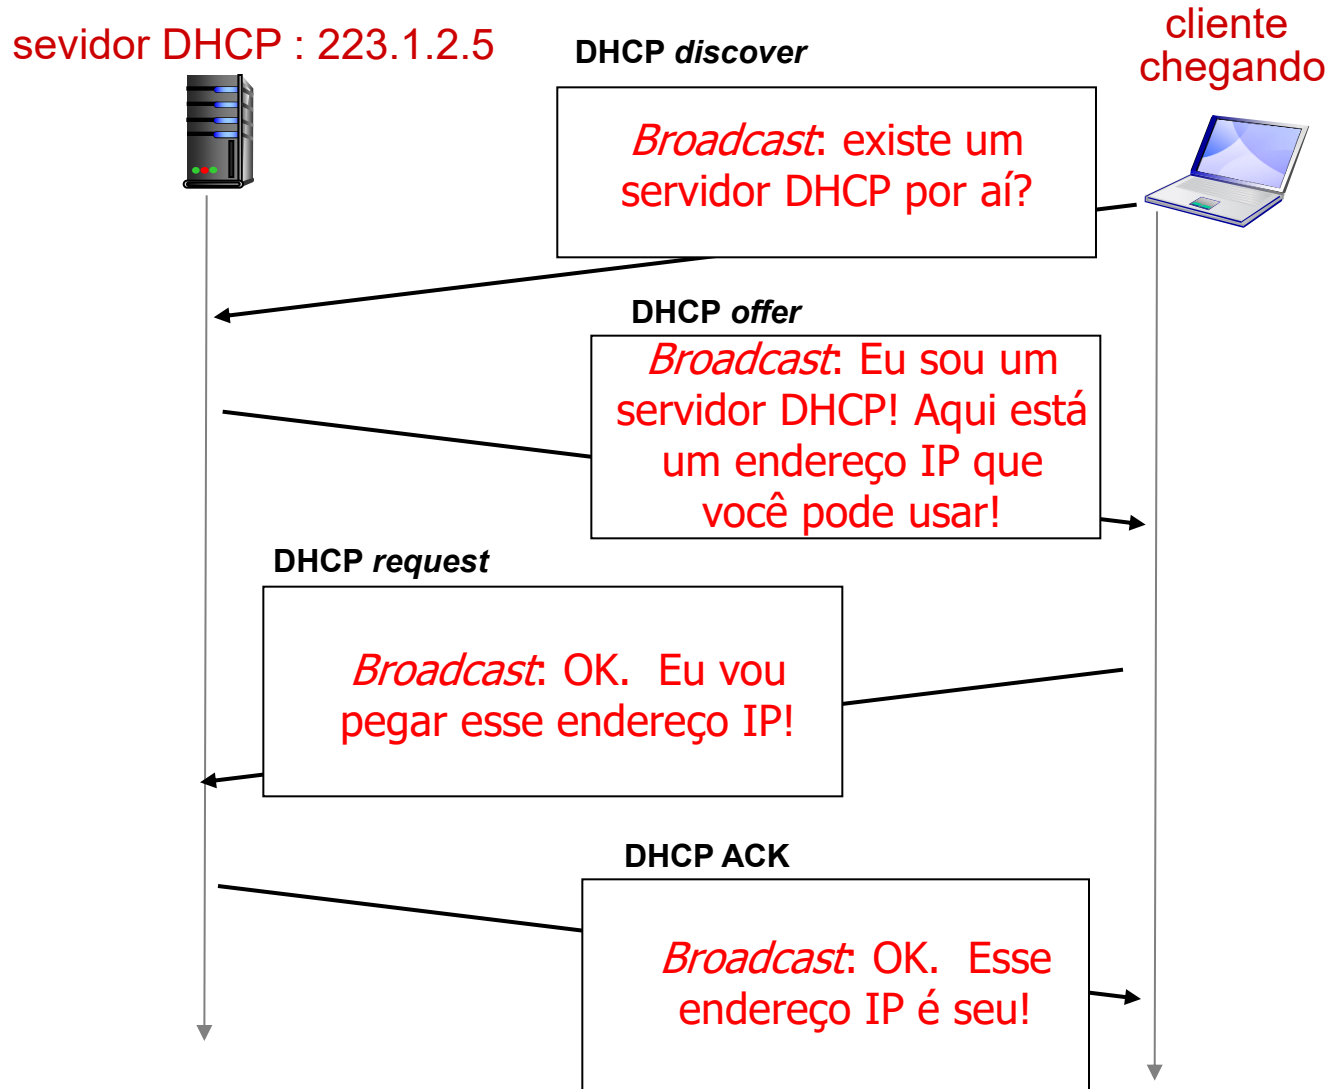 sevidor DHCP : 223.1.2.5
cliente
chegando
DHCP discover
Broadcast: existe um
servidor DHCP por aí?
DHCP offer
Broadcast: Eu sou um
servidor DHCP! Aqui está
um endereço IP que
você pode usar!
DHCP request
Broadcast: OK. Eu vou
pegar esse endereço IP!
DHCP ACK
Broadcast: OK. Esse
endereço IP é seu!